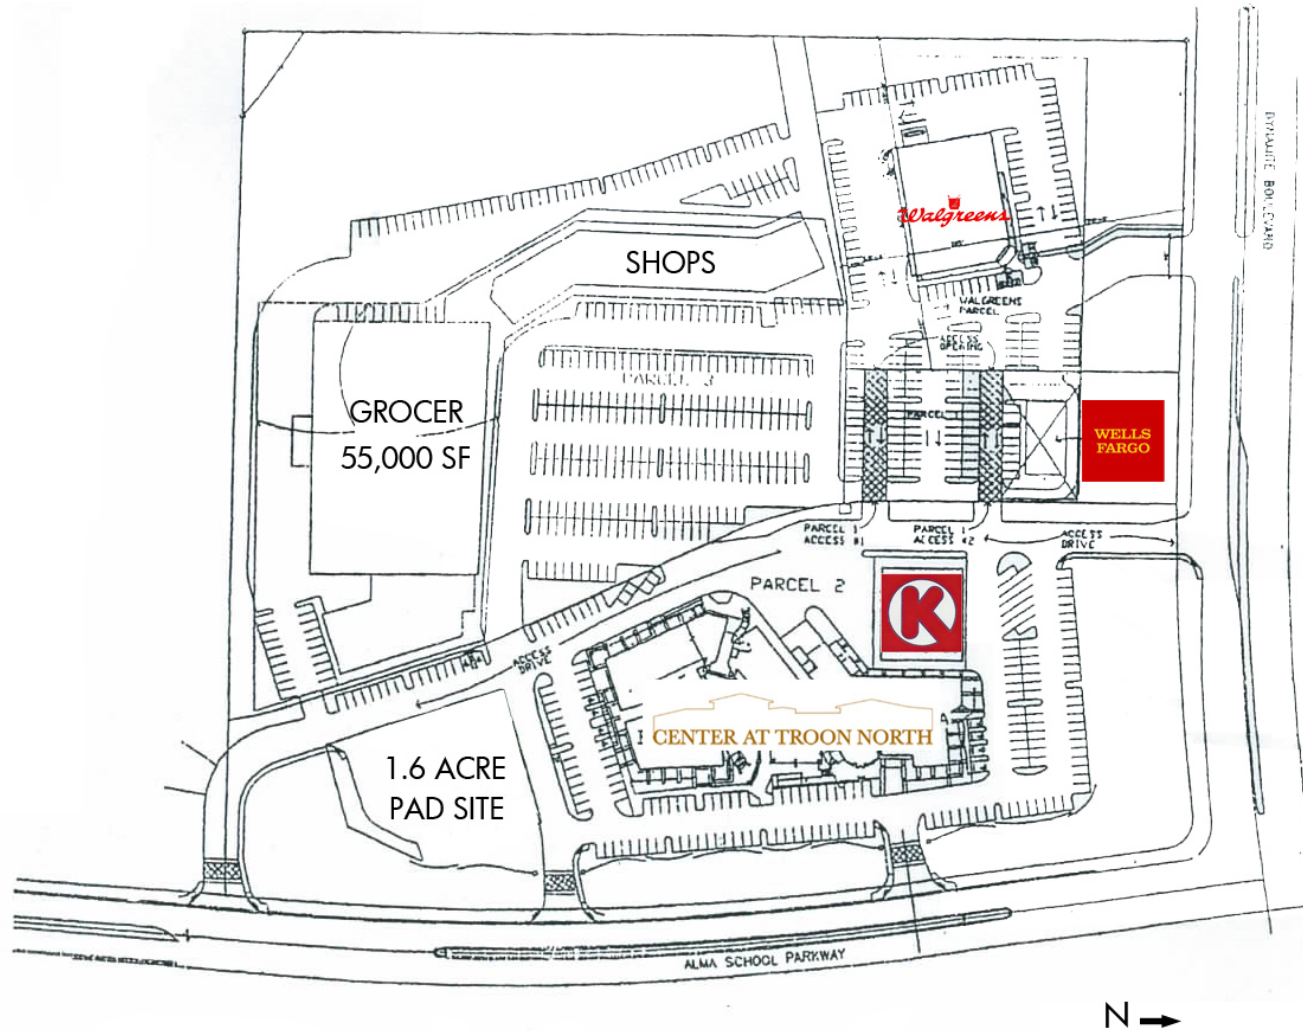 DYNAMITE BOULEVARD
Walgreens
SHOPS
WALGREENS
PARCEL
ACCESS
OPENING
PARCEL 3
GROCER
55,000 SF
PARCEL
WELLS
FARGO
PARCEL 1
ACCESS #1
PARCEL 1
ACCESS #2
ACCESS
DRIVE
PARCEL 2
K
ACCESS
DRIVE
CENTER AT TROON NORTH
1.6 ACRE
PAD SITE
ALMA SCHOOL PARKWAY
N